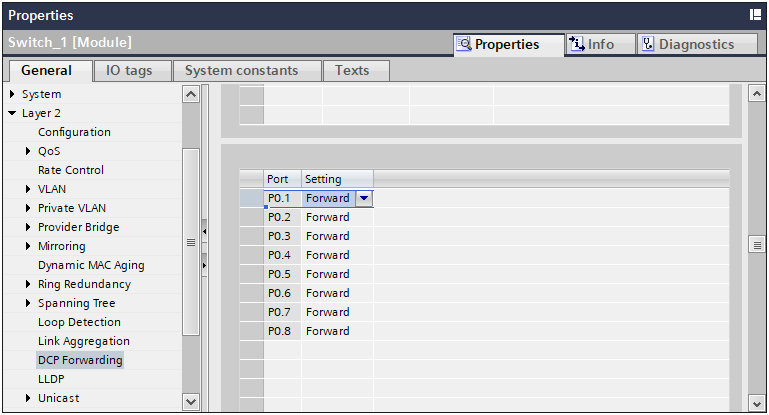 Properties
Switch_1 [Module]
Properties
Info
Diagnostics
General
IO tags
System constants
Texts
System
Layer 2
Configuration
QoS
Rate Control
VLAN
Private VLAN
Provider Bridge
Mirroring
Dynamic MAC Aging
Ring Redundancy
Spanning Tree
Loop Detection
Link Aggregation
DCP Forwarding
LLDP
Unicast
Port Setting
P0.1 Forward
P0.2 Forward
P0.3 Forward
P0.4 Forward
P0.5 Forward
P0.6 Forward
P0.7 Forward
P0.8 Forward